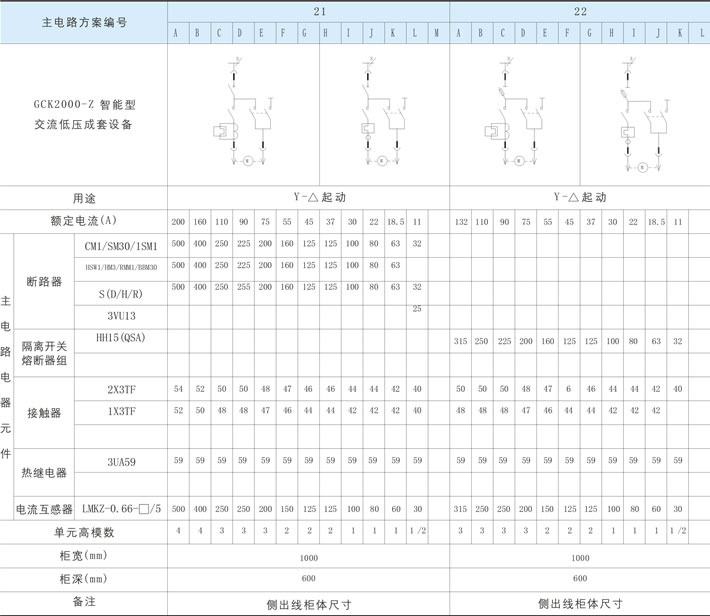 主电路方案编号 21 22
A B C D E F G H I J K L M A B C D E F G H I J K L
GCK2000-Z 智能型
交流低压成套设备
用途 Y-△起动 Y-△起动
额定电流(A) 200 160 110 90 75 55 45 37 30 22 18.5 11 132 110 90 75 55 45 37 30 22 18.5 11
主电路电器元件
断路器
CM1/SM30/1SM1 500 400 250 225 200 160 125 125 100 80 63 32
HSW1/HM3/RMM1/BBM30 500 400 250 225 200 160 125 125 100 80 63
S(D/H/R) 500 400 250 255 200 160 125 125 100 80 63 32
3VU13 25
隔离开关
熔断器组
HH15(QSA) 315 250 225 200 160 125 125 100 80 63 32
接触器
2X3TF 54 52 50 50 48 47 46 46 44 44 42 40 50 50 50 48 47 6 46 44 44 42 40
1X3TF 52 50 48 48 47 46 44 44 42 42 42 40 48 48 48 47 46 44 44 42 42 42
热继电器
3UA59 59 59 59 59 59 59 59 59 59 59 59 59 59 59 59 59 59 59 59 59 59 59 59
电流互感器 LMKZ-0.66-□/5 500 400 250 250 200 150 125 125 100 80 60 30 315 250 250 200 150 125 125 100 80 60 30
单元高模数 4 4 3 3 3 2 2 2 1 1 1 1/2 3 3 3 3 2 2 2 1 1 1 1/2
柜宽(mm) 1000 1000
柜深(mm) 600 600
备注 侧出线柜体尺寸 侧出线柜体尺寸